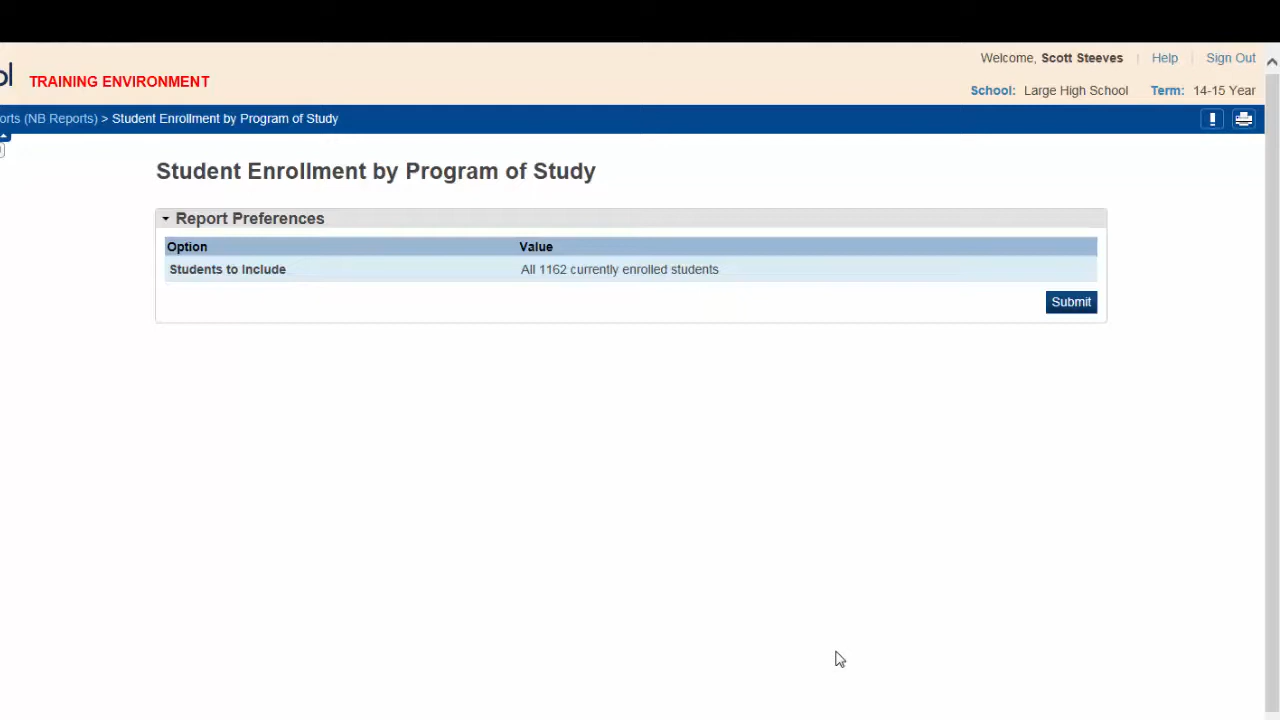 Welcome, Scott Steeves Help Sign Out
ol TRAINING ENVIRONMENT
School: Large High School Term: 14-15 Year
orts (NB Reports) > Student Enrollment by Program of Study
Student Enrollment by Program of Study
Report Preferences
Option Value
Students to Include All 1162 currently enrolled students
Submit